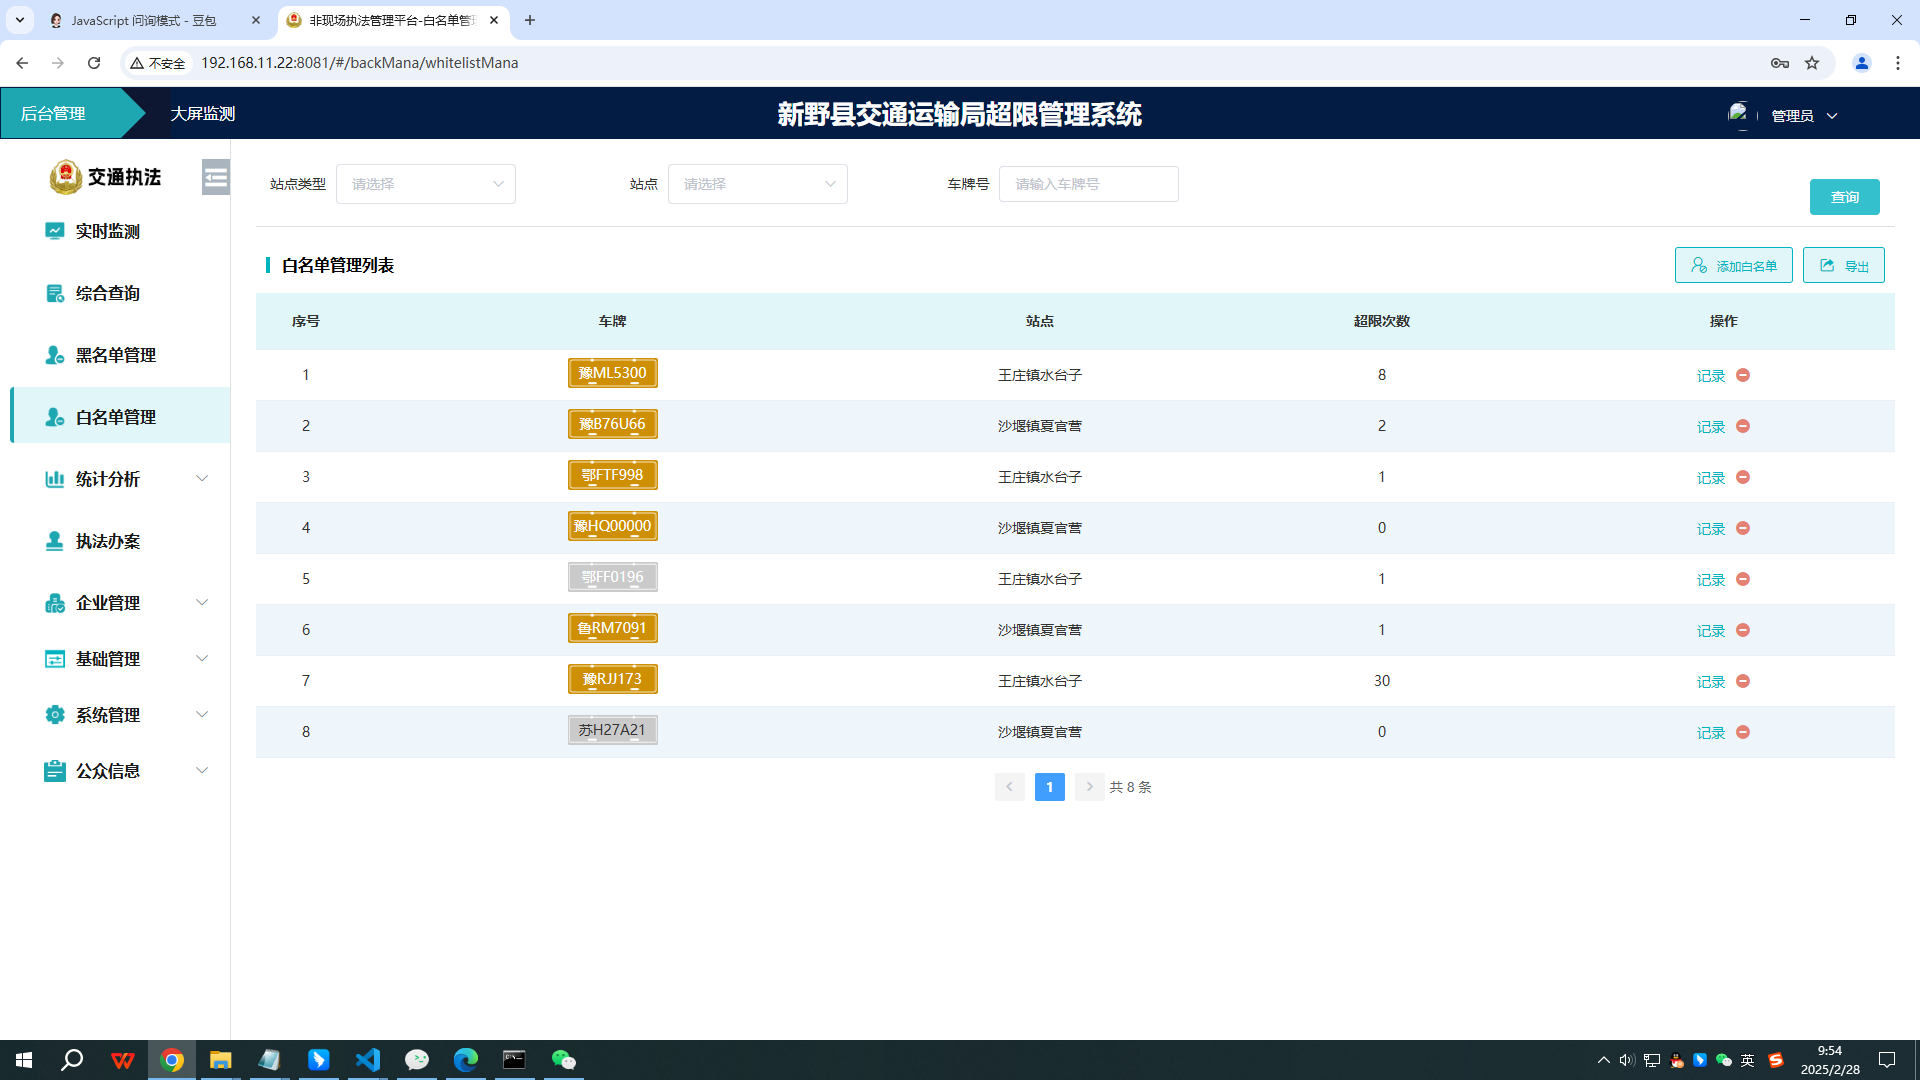 JavaScript 问询模式 - 豆包
非现场执法管理平台-白名单管
不安全 192.168.11.22:8081/#/backMana/whitelistMana
后台管理 大屏监测 新野县交通运输局超限管理系统 管理员
交通执法
实时监测
综合查询
黑名单管理
白名单管理
统计分析
执法办案
企业管理
基础管理
系统管理
公众信息
站点类型 请选择 站点 请选择 车牌号 请输入车牌号
查询
白名单管理列表 添加白名单 导出
序号 车牌 站点 超限次数 操作
1 豫ML5300 王庄镇水台子 8 记录
2 豫B76U66 沙堰镇夏官营 2 记录
3 鄂FTF998 王庄镇水台子 1 记录
4 豫HQ00000 沙堰镇夏官营 0 记录
5 鄂FF0196 王庄镇水台子 1 记录
6 鲁RM7091 沙堰镇夏官营 1 记录
7 豫RJJ173 王庄镇水台子 30 记录
8 苏H27A21 沙堰镇夏官营 0 记录
1 共 8 条
英
9:54
2025/2/28